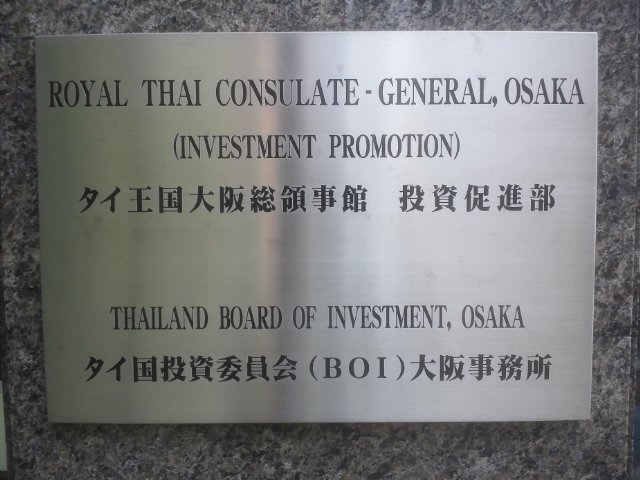 ROYAL THAI CONSULATE-GENERAL, OSAKA
(INVESTMENT PROMOTION)
タイ王国大阪総領事館 投資促進部
THAILAND BOARD OF INVESTMENT, OSAKA
タイ国投資委員会(BOI)大阪事務所